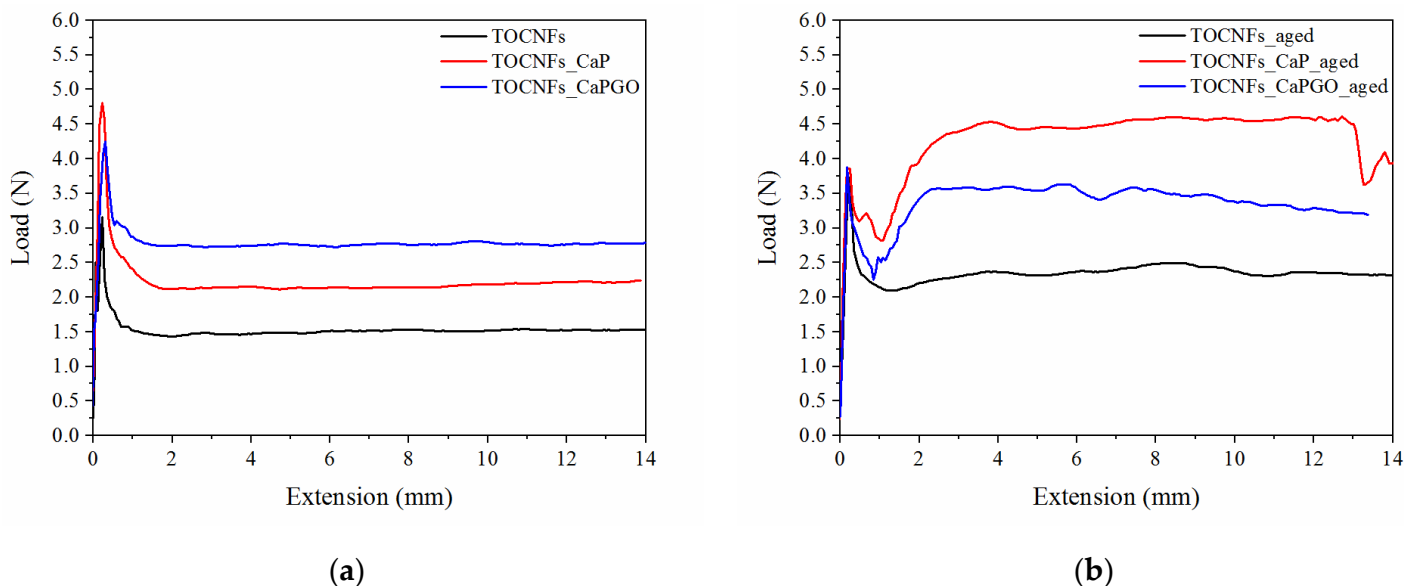 6.0
5.5
5.0
4.5
4.0
3.5
3.0
2.5
2.0
1.5
1.0
0.5
0.0
Load (N)
TOCNFs
TOCNFs_CaP
TOCNFs_CaPGO
0 2 4 6 8 10 12 14
Extension (mm)
(a)
6.0
5.5
5.0
4.5
4.0
3.5
3.0
2.5
2.0
1.5
1.0
0.5
0.0
Load (N)
TOCNFs_aged
TOCNFs_CaP_aged
TOCNFs_CaPGO_aged
0 2 4 6 8 10 12 14
Extension (mm)
(b)